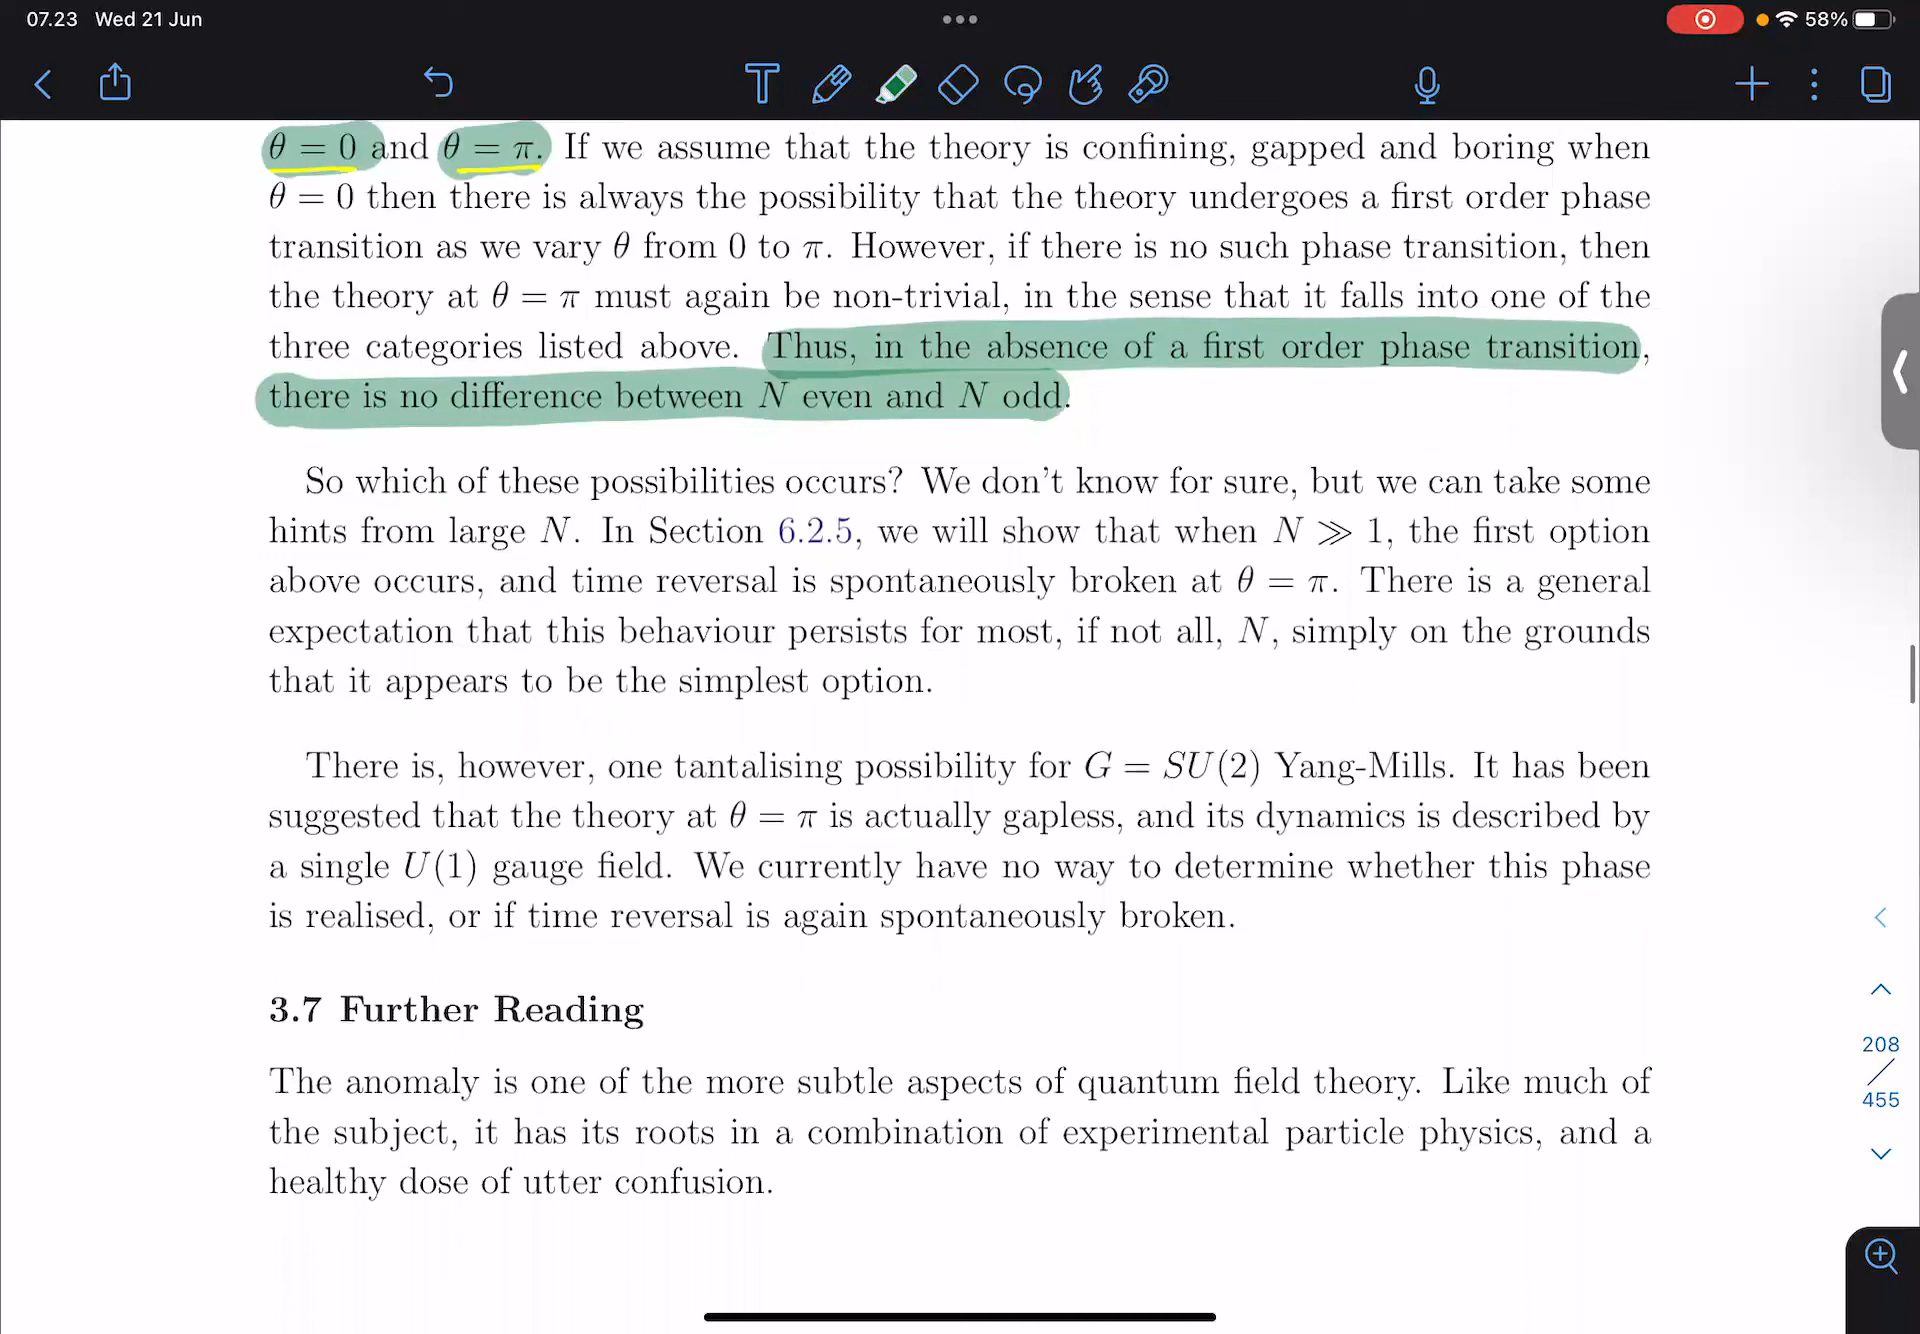 07.23 Wed 21 Jun
58%
θ = 0 and θ = π. If we assume that the theory is confining, gapped and boring when
θ = 0 then there is always the possibility that the theory undergoes a first order phase
transition as we vary θ from 0 to π. However, if there is no such phase transition, then
the theory at θ = π must again be non-trivial, in the sense that it falls into one of the
three categories listed above. Thus, in the absence of a first order phase transition,
there is no difference between N even and N odd.
So which of these possibilities occurs? We don't know for sure, but we can take some
hints from large N. In Section 6.2.5, we will show that when N ≫ 1, the first option
above occurs, and time reversal is spontaneously broken at θ = π. There is a general
expectation that this behaviour persists for most, if not all, N, simply on the grounds
that it appears to be the simplest option.
There is, however, one tantalising possibility for G = SU(2) Yang-Mills. It has been
suggested that the theory at θ = π is actually gapless, and its dynamics is described by
a single U(1) gauge field. We currently have no way to determine whether this phase
is realised, or if time reversal is again spontaneously broken.
3.7 Further Reading
The anomaly is one of the more subtle aspects of quantum field theory. Like much of
the subject, it has its roots in a combination of experimental particle physics, and a
healthy dose of utter confusion.
208
/
455